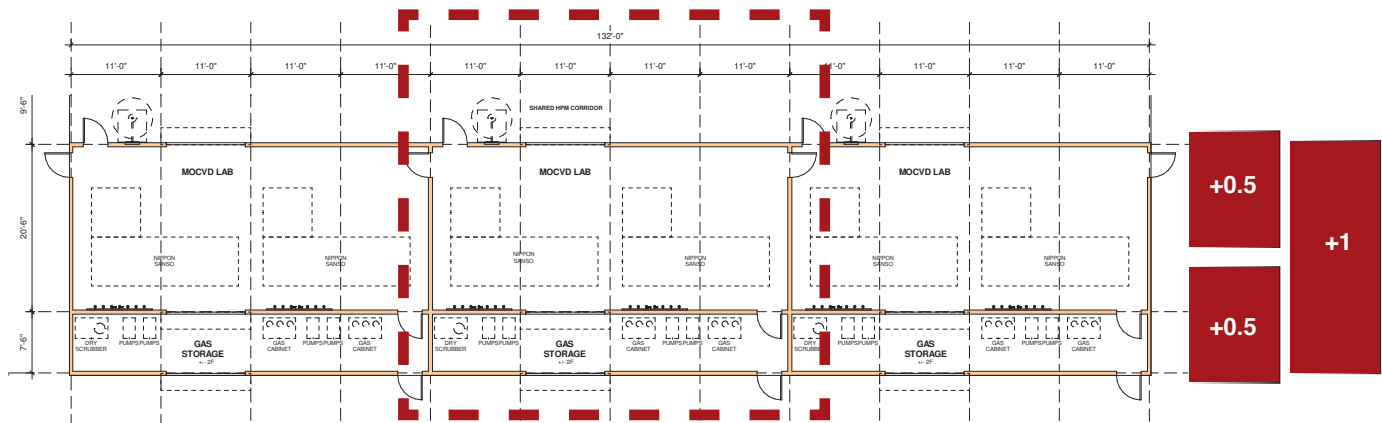 132'-0"
11'-0" 11'-0" 11'-0" 11'-0" 11'-0" 11'-0" 11'-0" 11'-0" 11'-0" 11'-0" 11'-0" 11'-0"
9'-6"
SHARED HPM CORRIDOR
MOCVD LAB MOCVD LAB MOCVD LAB
+0.5
20'-6"
+1
NIPPON NIPPON NIPPON NIPPON NIPPON NIPPON
SANSO SANSO SANSO SANSO SANSO SANSO
+0.5
7'-6"
DRY PUMPS PUMPS GAS GAS PUMPS PUMPS GAS DRY PUMPS PUMPS GAS GAS PUMPS PUMPS GAS DRY PUMPS PUMPS GAS GAS PUMPS PUMPS GAS
SCRUBBER STORAGE CABINET CABINET SCRUBBER STORAGE CABINET CABINET SCRUBBER STORAGE CABINET CABINET
+/- 2F +/- 2F +/- 2F